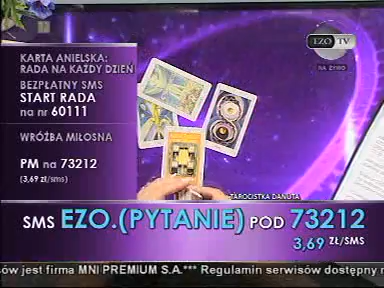 KARTA ANIELSKA:
RADA NA KAŻDY DZIEŃ
BEZPŁATNY SMS
START RADA
na nr 60111
WRÓŻBA MIŁOSNA
PM na 73212
(3,69 zł/sms)
EZO TV
NA ŻYWO
TAROCISTKA DANUTA
SMS EZO.(PYTANIE) POD 73212
3,69 ZŁ/SMS
sów jest firma MNI PREMIUM S.A.*** Regulamin serwisów dostępny n